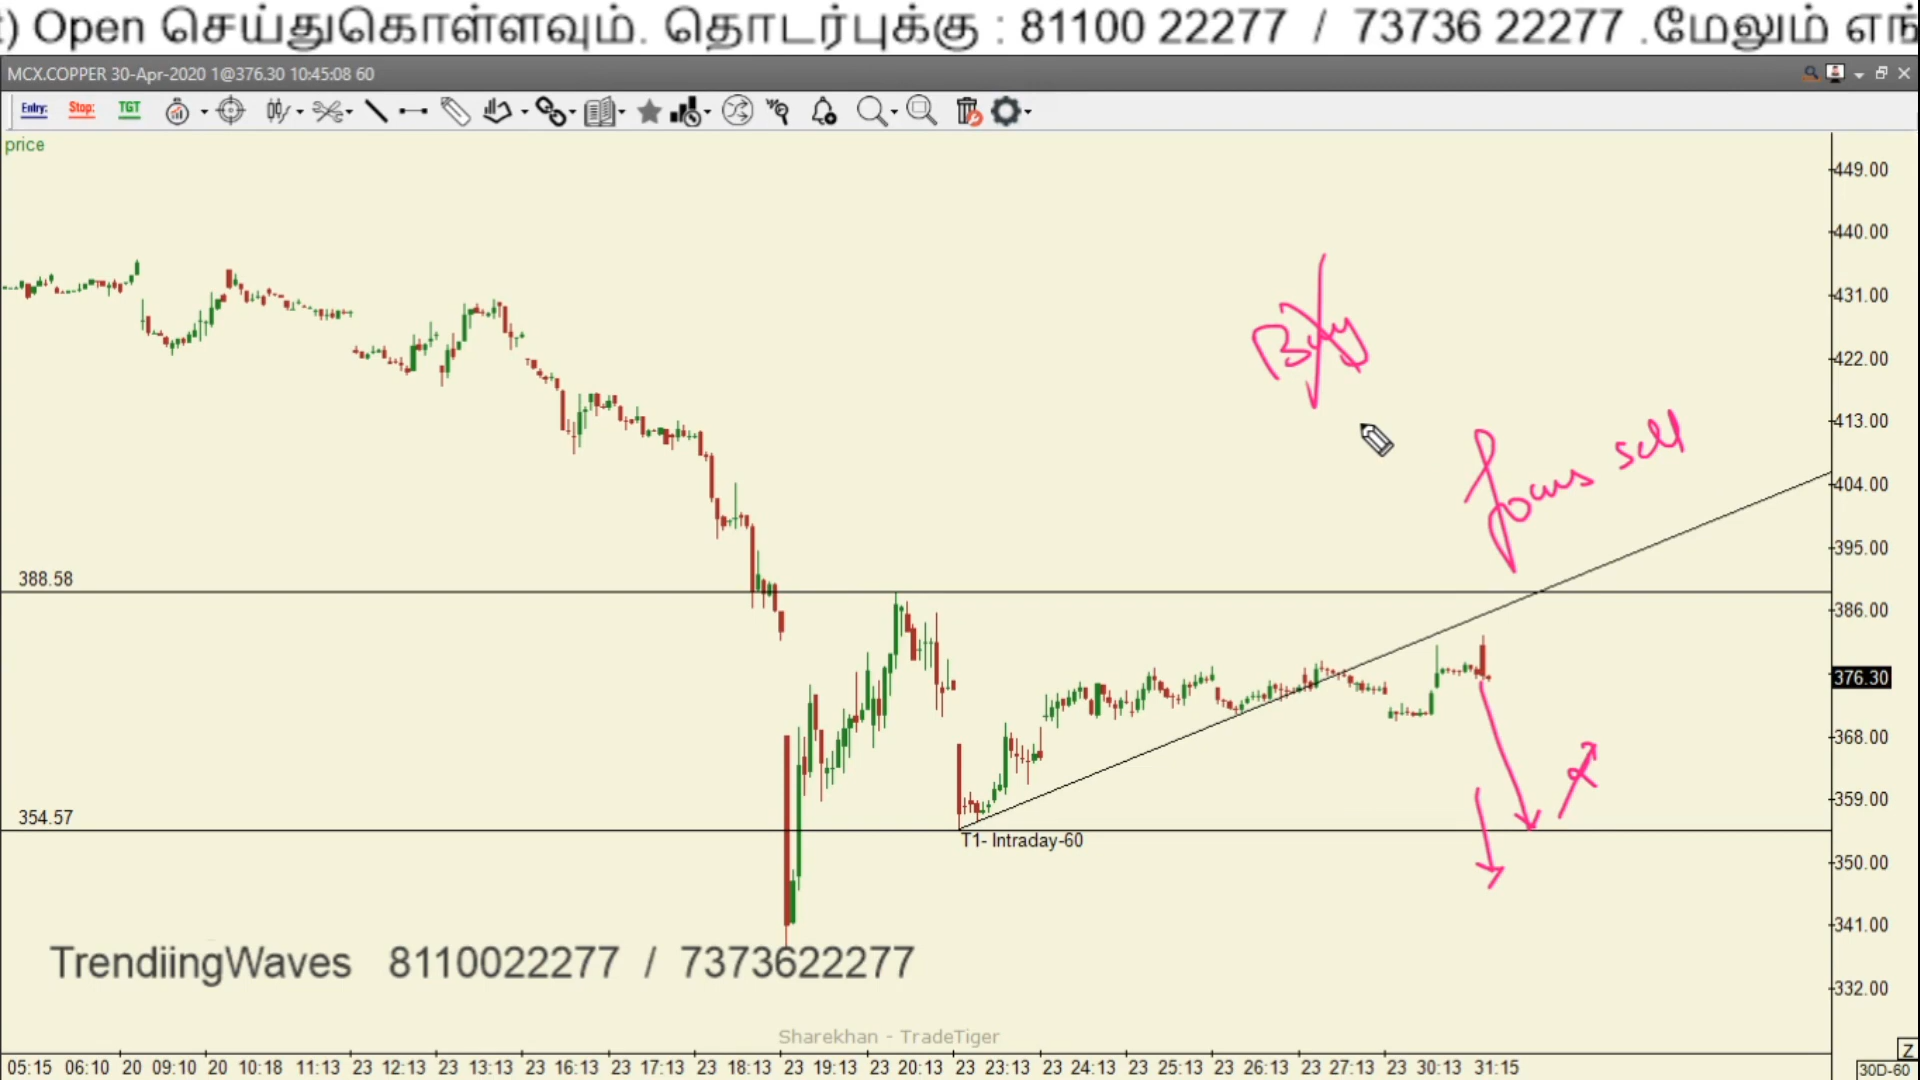 ) Open செய்துகொள்ளவும். தொடர்புக்கு : 81100 22277 / 73736 22277 .மேலும் எங்
MCX.COPPER 30-Apr-2020 1@376.30 10:45:08 60
Entry: Stop: TGT
price
449.00
440.00
431.00
Buy
422.00
413.00
focus sell
404.00
395.00
388.58
386.00
376.30
368.00
359.00
354.57
T1- Intraday-60
350.00
341.00
TrendiingWaves 8110022277 / 7373622277
332.00
Sharekhan - TradeTiger
05:15 06:10 20 09:10 20 10:18 11:13 23 12:13 23 13:13 23 16:13 23 17:13 23 18:13 23 19:13 23 20:13 23 23:13 23 24:13 23 25:13 23 26:13 23 27:13 23 30:13 31:15
Z
30D-60